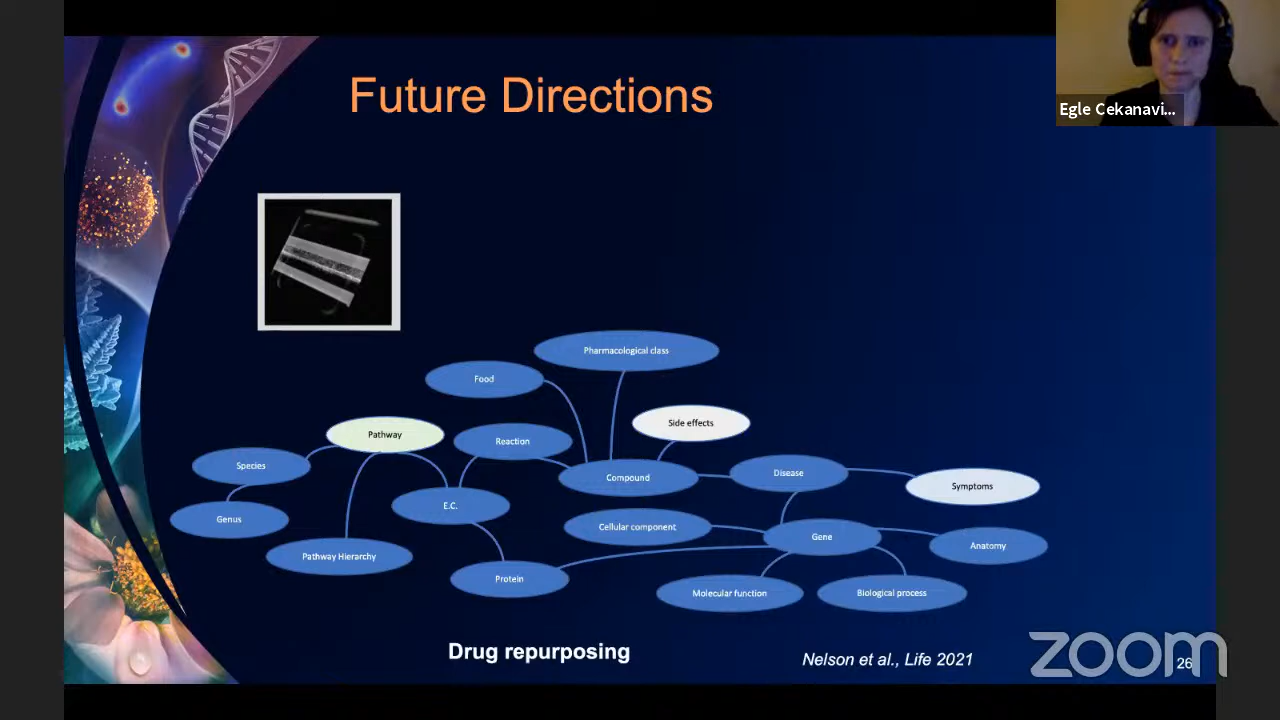 Future Directions
Egle Cekanavi...
Pharmacological class
Food
Side effects
Pathway
Reaction
Species
Compound
Disease
Symptoms
E.C.
Genus
Cellular component
Gene
Anatomy
Pathway Hierarchy
Protein
Molecular function
Biological process
Drug repurposing
Nelson et al., Life 2021
zoom
26